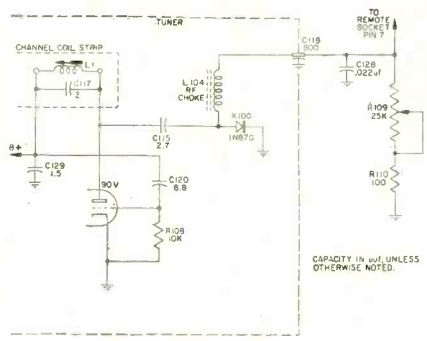 TUNER
TO
REMOTE
SOCKET
PIN 7
CHANNEL COIL STRIP
L1
C117
2
C118
800
C128
.022uf
L104
RF
CHOKE
R109
25K
X100
1N87G
C115
2.7
B+
C129
1.5
90V
C120
6.8
R108
10K
R110
100
CAPACITY IN uuf, UNLESS
OTHERWISE NOTED.